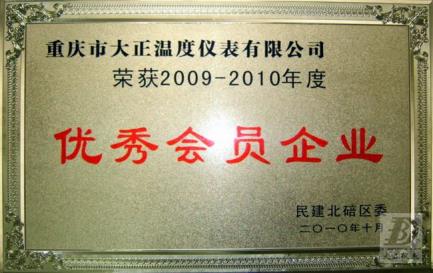 重庆市大正温度仪表有限公司
荣获2009-2010年度
优秀会员企业
民建北碚区委
二〇一〇年十月